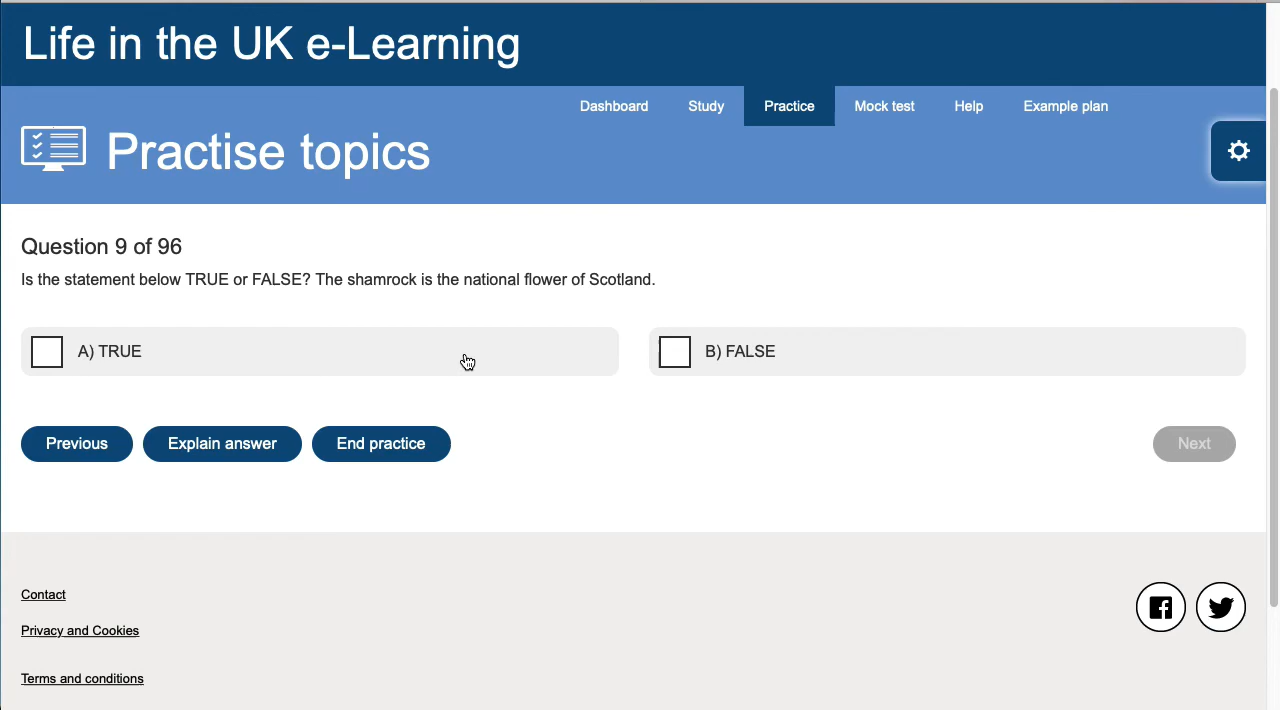 Life in the UK e-Learning
Dashboard Study Practice Mock test Help Example plan
Practise topics
Question 9 of 96
Is the statement below TRUE or FALSE? The shamrock is the national flower of Scotland.
A) TRUE B) FALSE
Previous Explain answer End practice Next
Contact
Privacy and Cookies
Terms and conditions